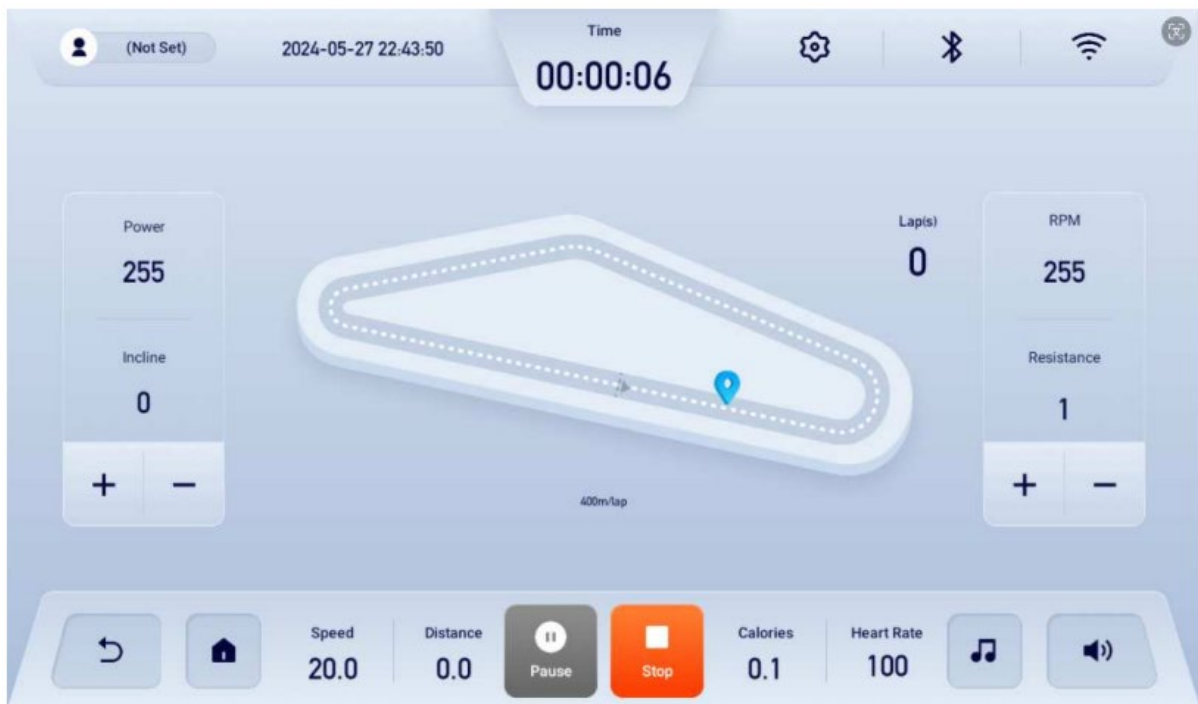 (Not Set)
2024-05-27 22:43:50
Time
00:00:06
Power
255
Incline
0
+ −
Lap(s)
0
RPM
255
Resistance
1
+ −
400m/lap
Speed
20.0
Distance
0.0
Pause
Stop
Calories
0.1
Heart Rate
100